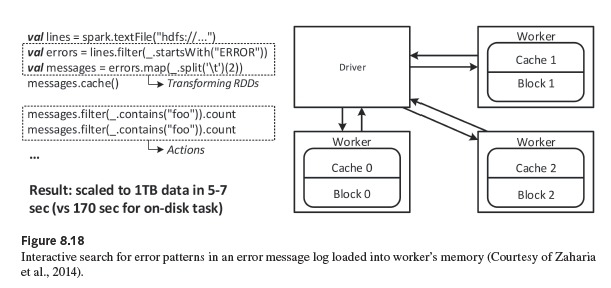 val lines = spark.textFile("hdfs://...")
val errors = lines.filter(_.startsWith("ERROR"))
val messages = errors.map(_.split('\t')(2))
messages.cache()
Transforming RDDs
messages.filter(_.contains("foo")).count
messages.filter(_.contains("foo")).count
Actions
...
Result: scaled to 1TB data in 5-7
sec (vs 170 sec for on-disk task)
Driver
Worker
Cache 1
Block 1
Worker
Cache 0
Block 0
Worker
Cache 2
Block 2
Figure 8.18
Interactive search for error patterns in an error message log loaded into worker's memory (Courtesy of Zaharia
et al., 2014).